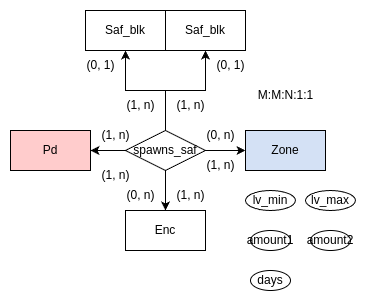 Saf_blk Saf_blk
(0, 1) (0, 1)
(1, n) (1, n)
M:M:N:1:1
(1, n) (0, n)
Pd spawns_saf Zone
(1, n) (1, n)
(0, n) (1, n)
Enc
lv_min lv_max
amount1 amount2
days